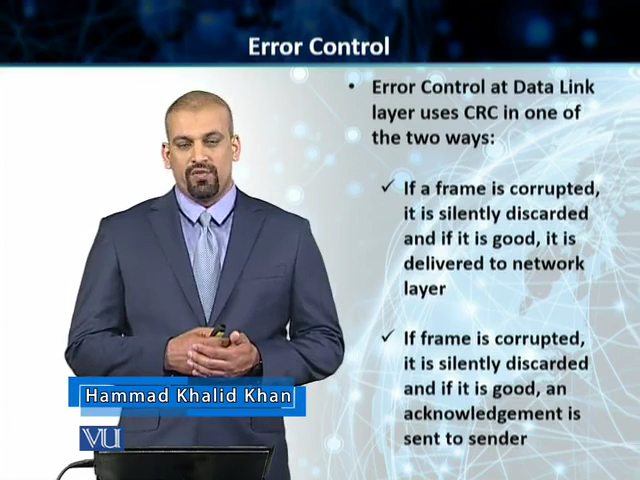 Error Control
• Error Control at Data Link
layer uses CRC in one of
the two ways:
✓ If a frame is corrupted,
it is silently discarded
and if it is good, it is
delivered to network
layer
✓ If frame is corrupted,
it is silently discarded
and if it is good, an
acknowledgement is
sent to sender
Hammad Khalid Khan
VU